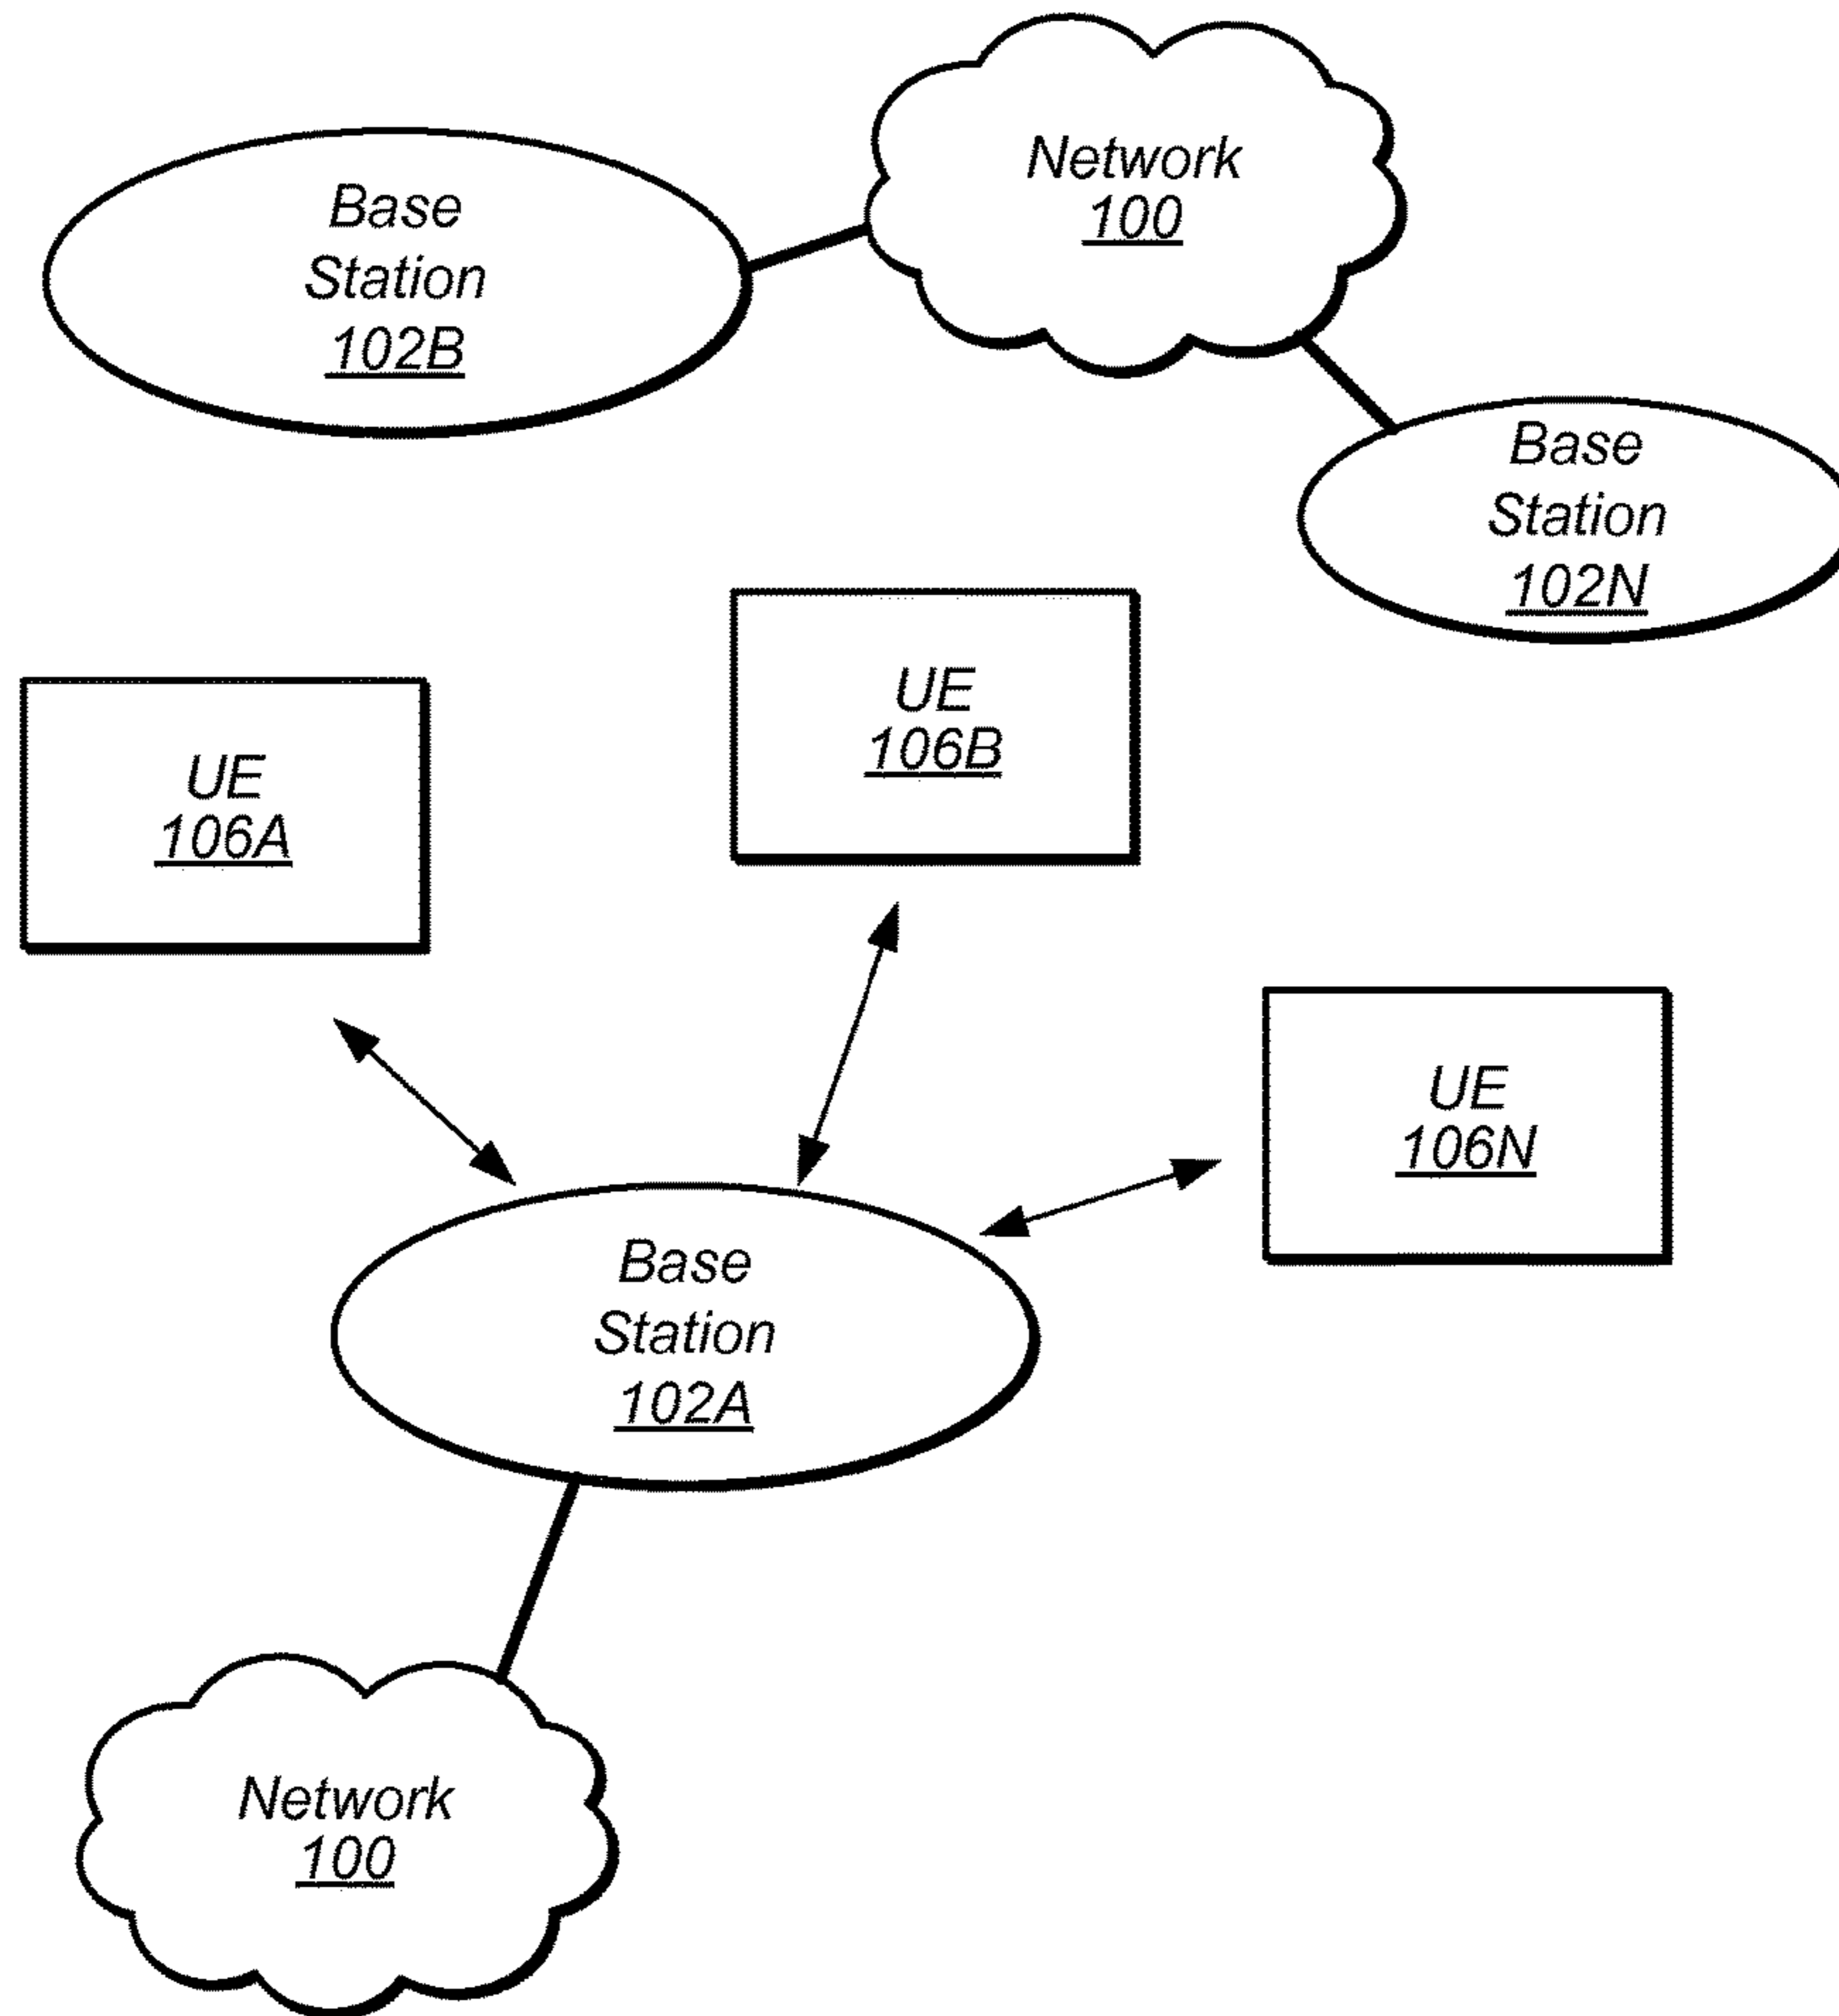 Network
100
Base
Station
102B
Base
Station
102N
UE
106B
UE
106A
UE
106N
Base
Station
102A
Network
100